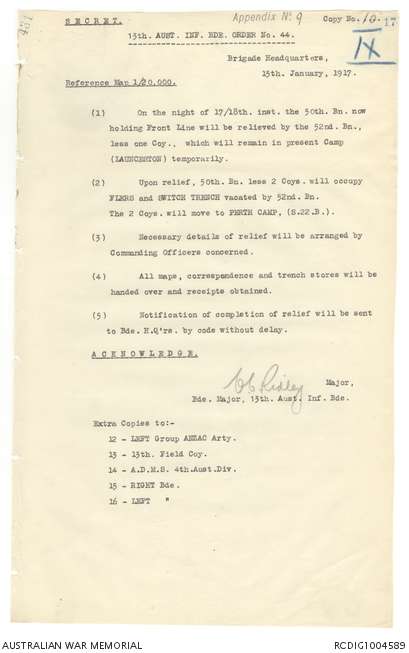 Appendix No. 9
SECRET.
Copy No. 10. 17
13th. AUST. INF. BDE. ORDER No. 44.
IX
Brigade Headquarters,
15th. January, 1917.
Reference Map 1/20.000.
(1) On the night of 17/18th. inst. the 50th. Bn. now
holding Front Line will be relieved by the 52nd. Bn.,
less one Coy., which will remain in present Camp
(LAUNCESTON) temporarily.
(2) Upon relief, 50th. Bn. less 2 Coys. will occupy
FLERS and SWITCH TRENCH vacated by 52nd. Bn.
The 2 Coys. will move to PERTH CAMP, (S.22.B.).
(3) Necessary details of relief will be arranged by
Commanding Officers concerned.
(4) All maps, correspondence and trench stores will be
handed over and receipts obtained.
(5) Notification of completion of relief will be sent
to Bde. H.Q'rs. by code without delay.
ACKNOWLEDGE.
Major,
Bde. Major, 13th. Aust. Inf. Bde.
Extra Copies to:-
12 - LEFT Group ANZAC Arty.
13 - 13th. Field Coy.
14 - A.D.M.S. 4th.Aust.Div.
15 - RIGHT Bde.
16 - LEFT "
AUSTRALIAN WAR MEMORIAL
RCDIG1004589